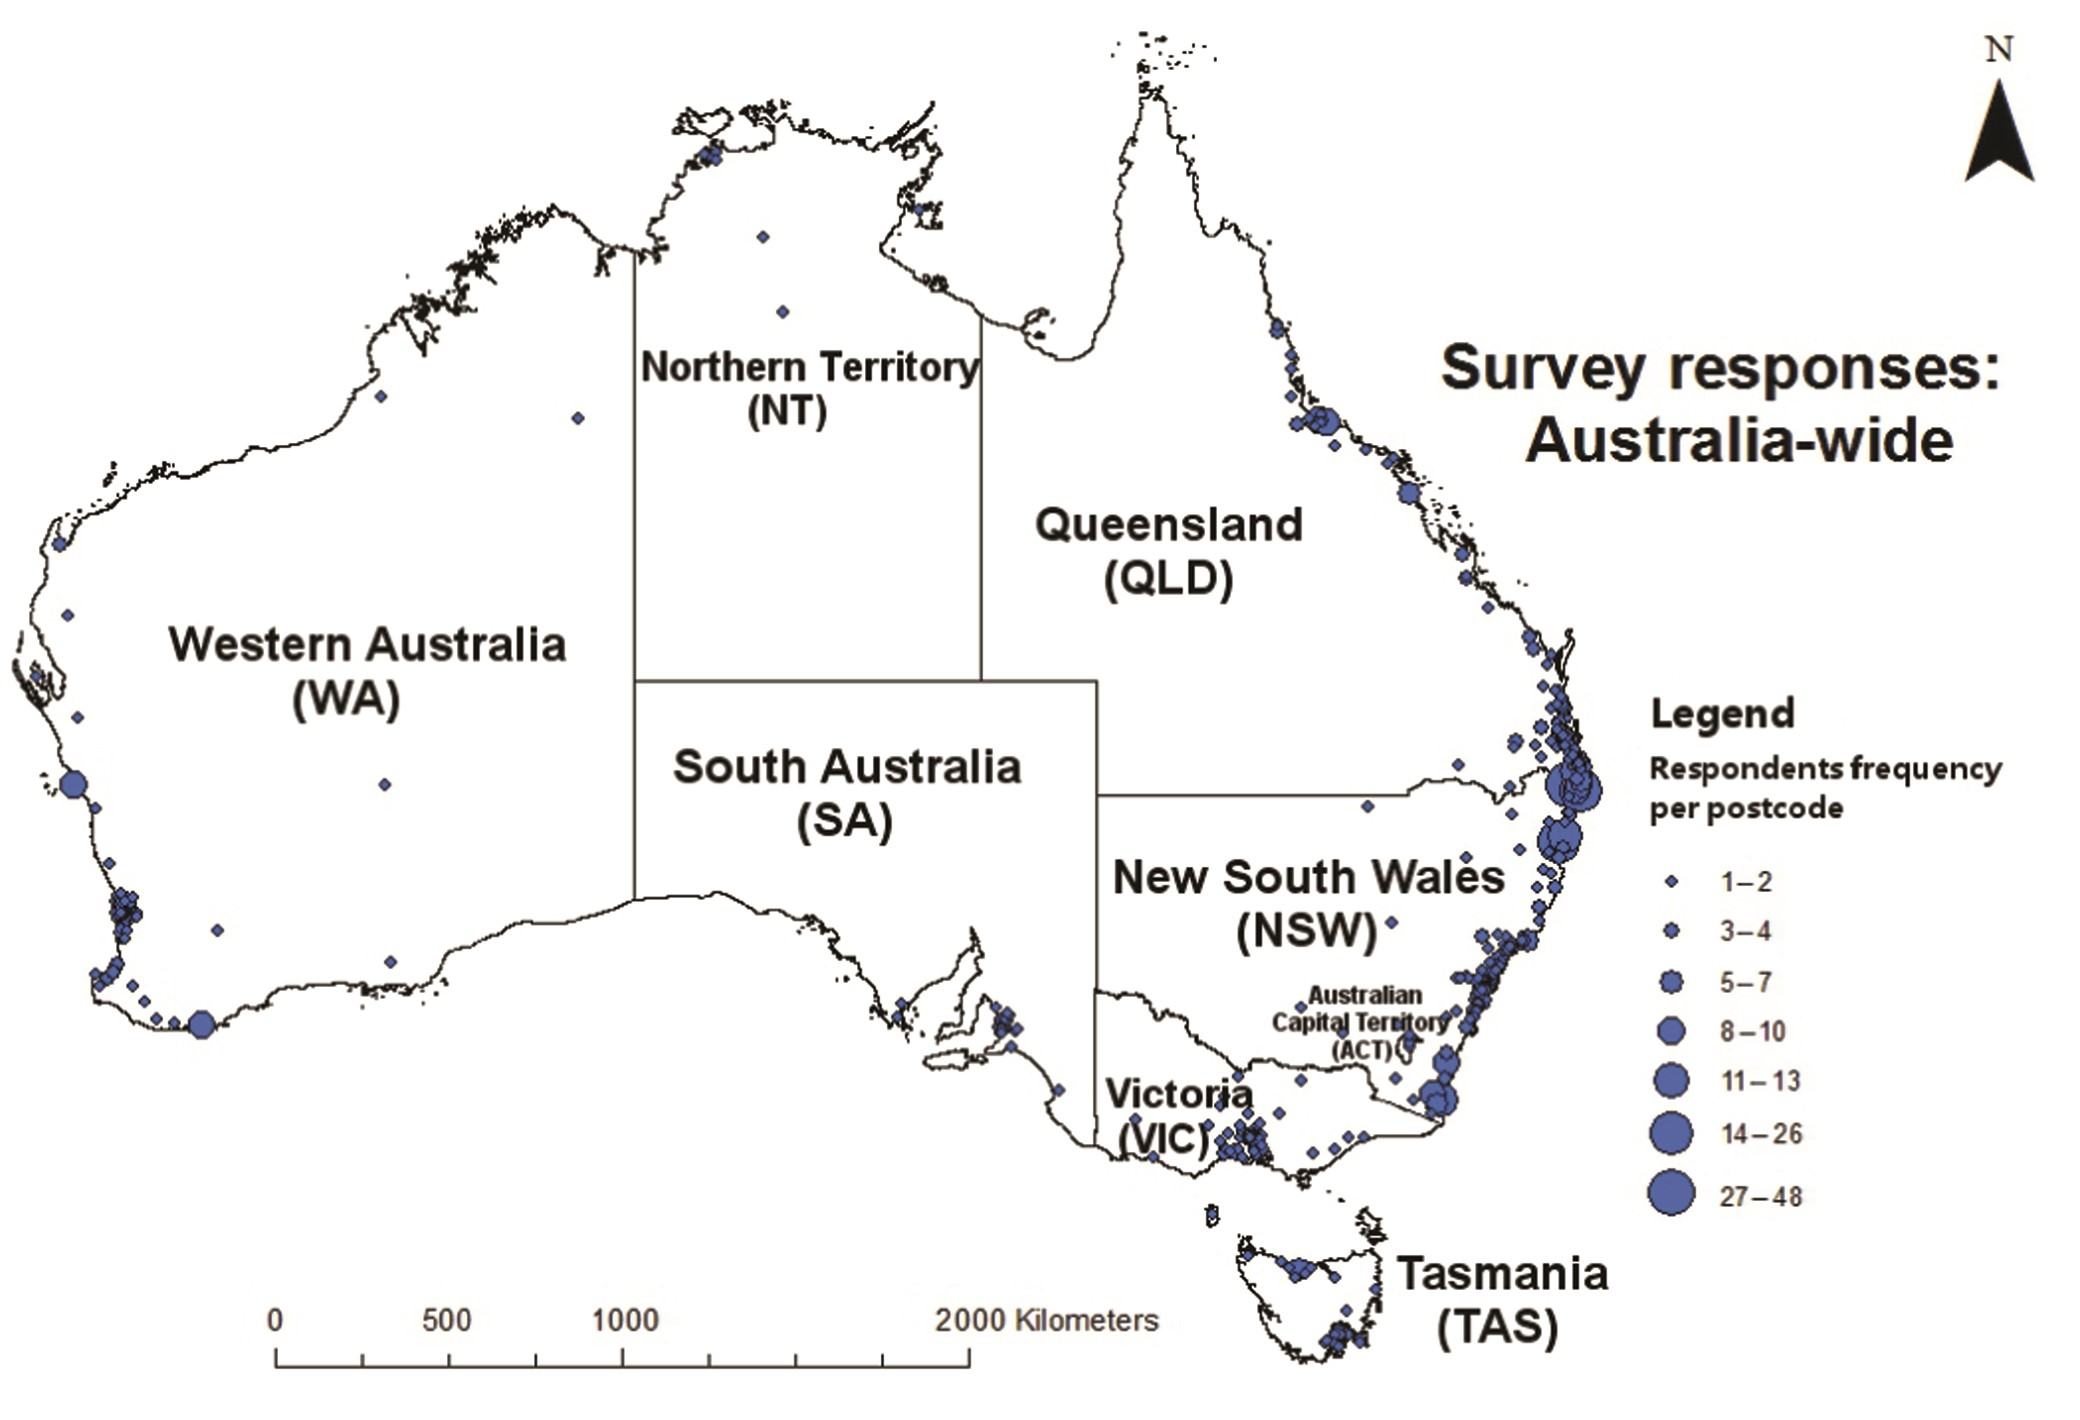 N
Survey responses:
Australia-wide
Northern Territory
(NT)
Queensland
(QLD)
Western Australia
(WA)
South Australia
(SA)
New South Wales
(NSW)
Australian
Capital Territory
(ACT)
Victoria
(VIC)
Tasmania
(TAS)
Legend
Respondents frequency
per postcode
1–2
3–4
5–7
8–10
11–13
14–26
27–48
0 500 1000 2000 Kilometers